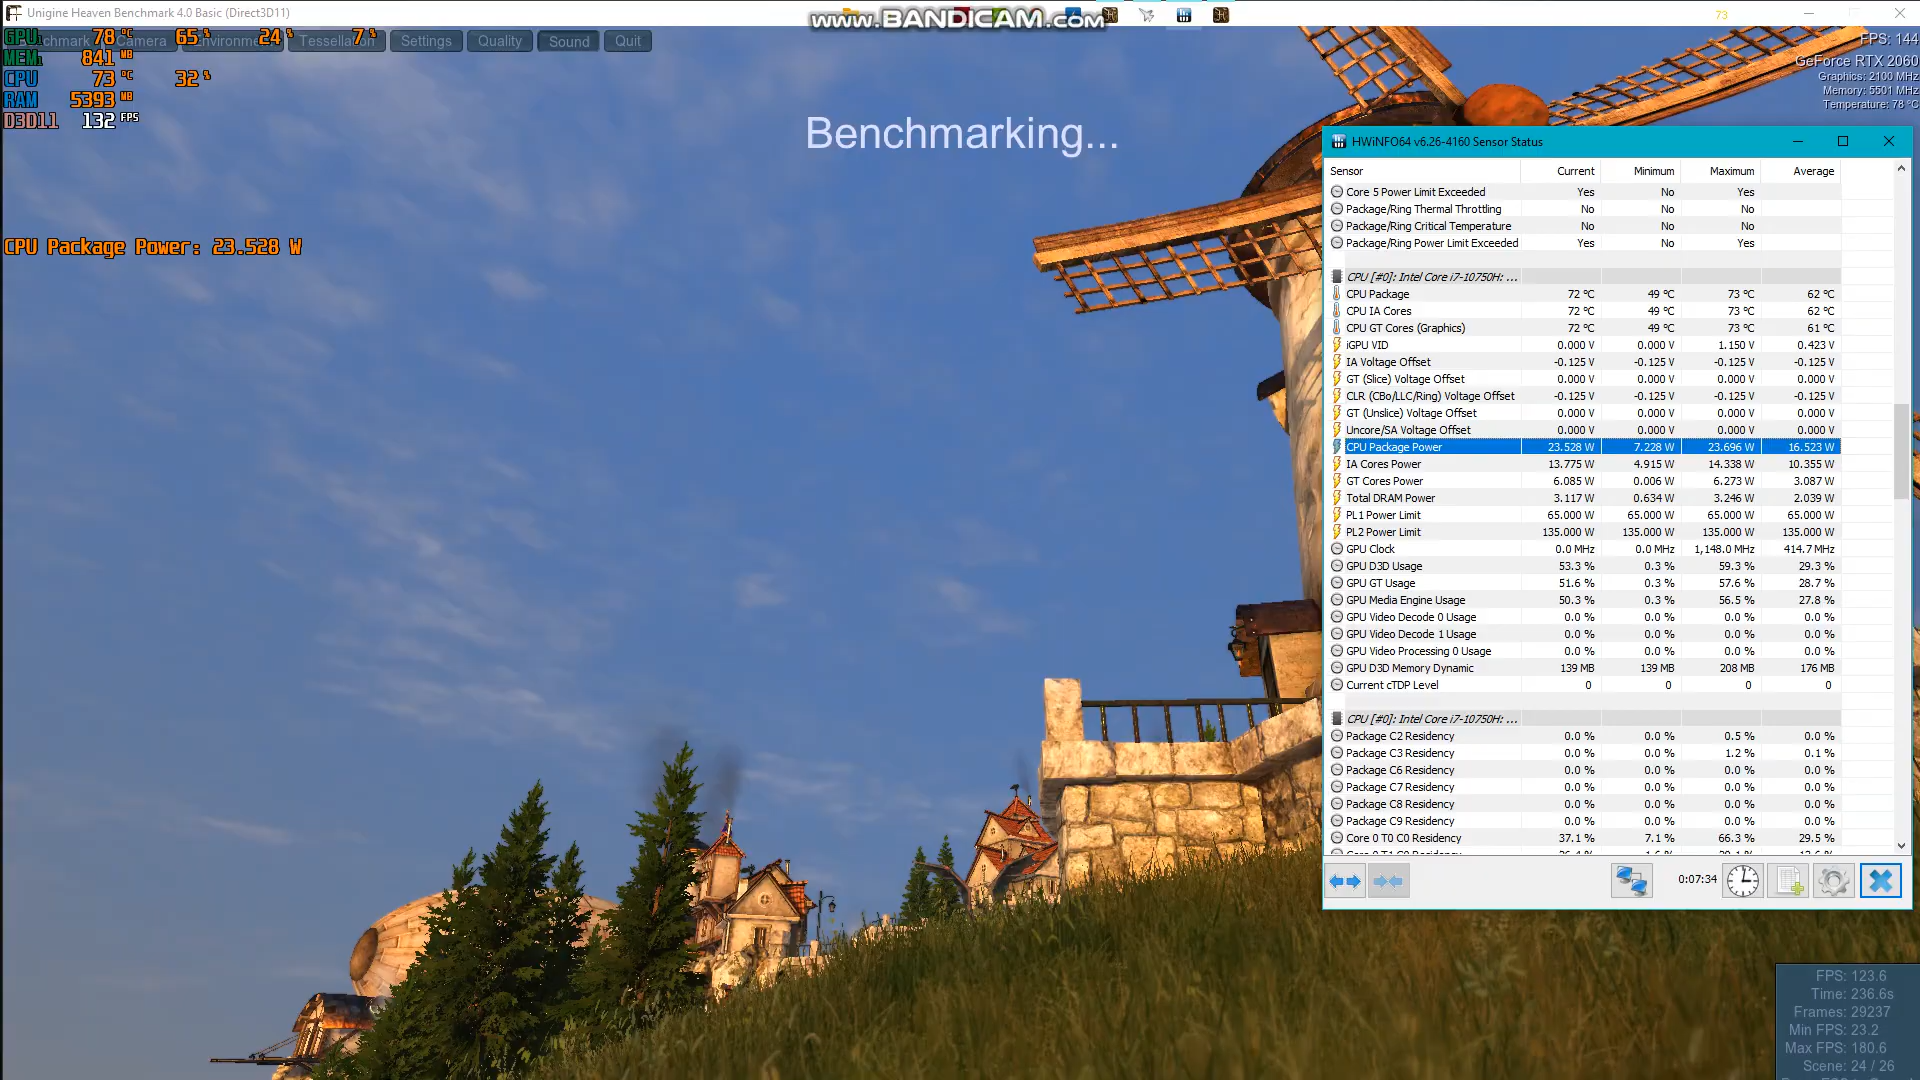 Unigine Heaven Benchmark 4.0 Basic (Direct3D11)
www.BANDICAM.com
73
Benchmark Camera Environment Tessellation Settings Quality Sound Quit
GPU1 78 °C 65 % 24 % 7 %
MEM1 841 MB
CPU 73 °C 32 %
RAM 5393 MB
D3D11 132 FPS
CPU Package Power: 23.528 W
FPS: 144
GeForce RTX 2060
Graphics: 2100 MHz
Memory: 5501 MHz
Temperature: 78 °C
Benchmarking...
HWiNFO64 v6.26-4160 Sensor Status
Sensor Current Minimum Maximum Average
Core 5 Power Limit Exceeded Yes No Yes
Package/Ring Thermal Throttling No No No
Package/Ring Critical Temperature No No No
Package/Ring Power Limit Exceeded Yes No Yes
CPU [#0]: Intel Core i7-10750H: ...
CPU Package 72 °C 49 °C 73 °C 62 °C
CPU IA Cores 72 °C 49 °C 73 °C 62 °C
CPU GT Cores (Graphics) 72 °C 49 °C 73 °C 61 °C
iGPU VID 0.000 V 0.000 V 1.150 V 0.423 V
IA Voltage Offset -0.125 V -0.125 V -0.125 V -0.125 V
GT (Slice) Voltage Offset 0.000 V 0.000 V 0.000 V 0.000 V
CLR (CBo/LLC/Ring) Voltage Offset -0.125 V -0.125 V -0.125 V -0.125 V
GT (Unslice) Voltage Offset 0.000 V 0.000 V 0.000 V 0.000 V
Uncore/SA Voltage Offset 0.000 V 0.000 V 0.000 V 0.000 V
CPU Package Power 23.528 W 7.228 W 23.696 W 16.523 W
IA Cores Power 13.775 W 4.915 W 14.338 W 10.355 W
GT Cores Power 6.085 W 0.006 W 6.273 W 3.087 W
Total DRAM Power 3.117 W 0.634 W 3.246 W 2.039 W
PL1 Power Limit 65.000 W 65.000 W 65.000 W 65.000 W
PL2 Power Limit 135.000 W 135.000 W 135.000 W 135.000 W
GPU Clock 0.0 MHz 0.0 MHz 1,148.0 MHz 414.7 MHz
GPU D3D Usage 53.3 % 0.3 % 59.3 % 29.3 %
GPU GT Usage 51.6 % 0.3 % 57.6 % 28.7 %
GPU Media Engine Usage 50.3 % 0.3 % 56.5 % 27.8 %
GPU Video Decode 0 Usage 0.0 % 0.0 % 0.0 % 0.0 %
GPU Video Decode 1 Usage 0.0 % 0.0 % 0.0 % 0.0 %
GPU Video Processing 0 Usage 0.0 % 0.0 % 0.0 % 0.0 %
GPU D3D Memory Dynamic 139 MB 139 MB 208 MB 176 MB
Current cTDP Level 0 0 0 0
CPU [#0]: Intel Core i7-10750H: ...
Package C2 Residency 0.0 % 0.0 % 0.5 % 0.0 %
Package C3 Residency 0.0 % 0.0 % 1.2 % 0.1 %
Package C6 Residency 0.0 % 0.0 % 0.0 % 0.0 %
Package C7 Residency 0.0 % 0.0 % 0.0 % 0.0 %
Package C8 Residency 0.0 % 0.0 % 0.0 % 0.0 %
Package C9 Residency 0.0 % 0.0 % 0.0 % 0.0 %
Core 0 T0 C0 Residency 37.1 % 7.1 % 66.3 % 29.5 %
0:07:34
FPS: 123.6
Time: 236.6s
Frames: 29237
Min FPS: 23.2
Max FPS: 180.6
Scene: 24 / 26